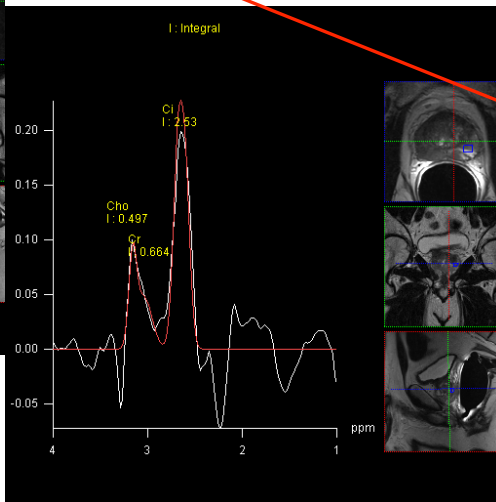 I : Integral
Ci
I : 2.53
0.20
0.15
Cho
I : 0.497
Cr
0.664
0.10
0.05
0.00
-0.05
ppm
4 3 2 1